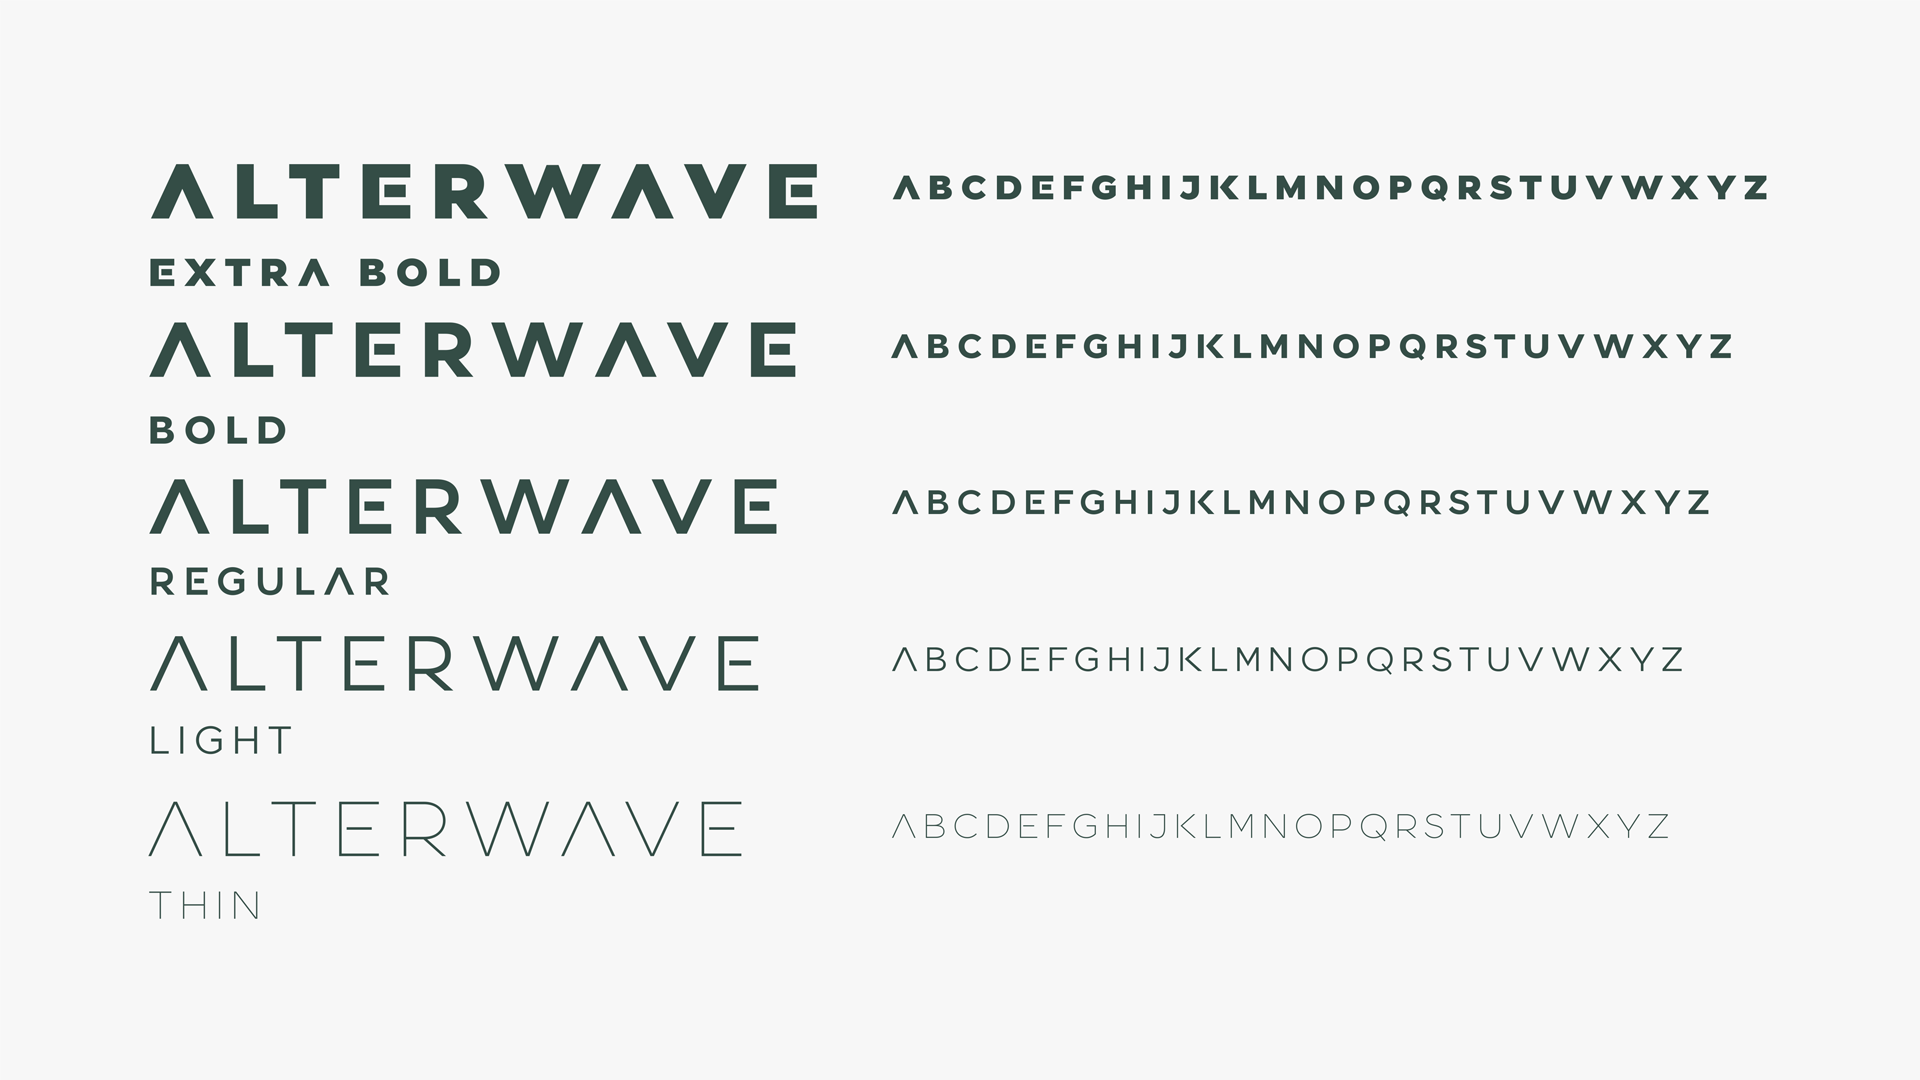 ALTERWAVE
ABCDEFGHIJKLMNOPQRSTUVWXYZ
EXTRA BOLD
ALTERWAVE
ABCDEFGHIJKLMNOPQRSTUVWXYZ
BOLD
ALTERWAVE
ABCDEFGHIJKLMNOPQRSTUVWXYZ
REGULAR
ALTERWAVE
ABCDEFGHIJKLMNOPQRSTUVWXYZ
LIGHT
ALTERWAVE
ABCDEFGHIJKLMNOPQRSTUVWXYZ
THIN